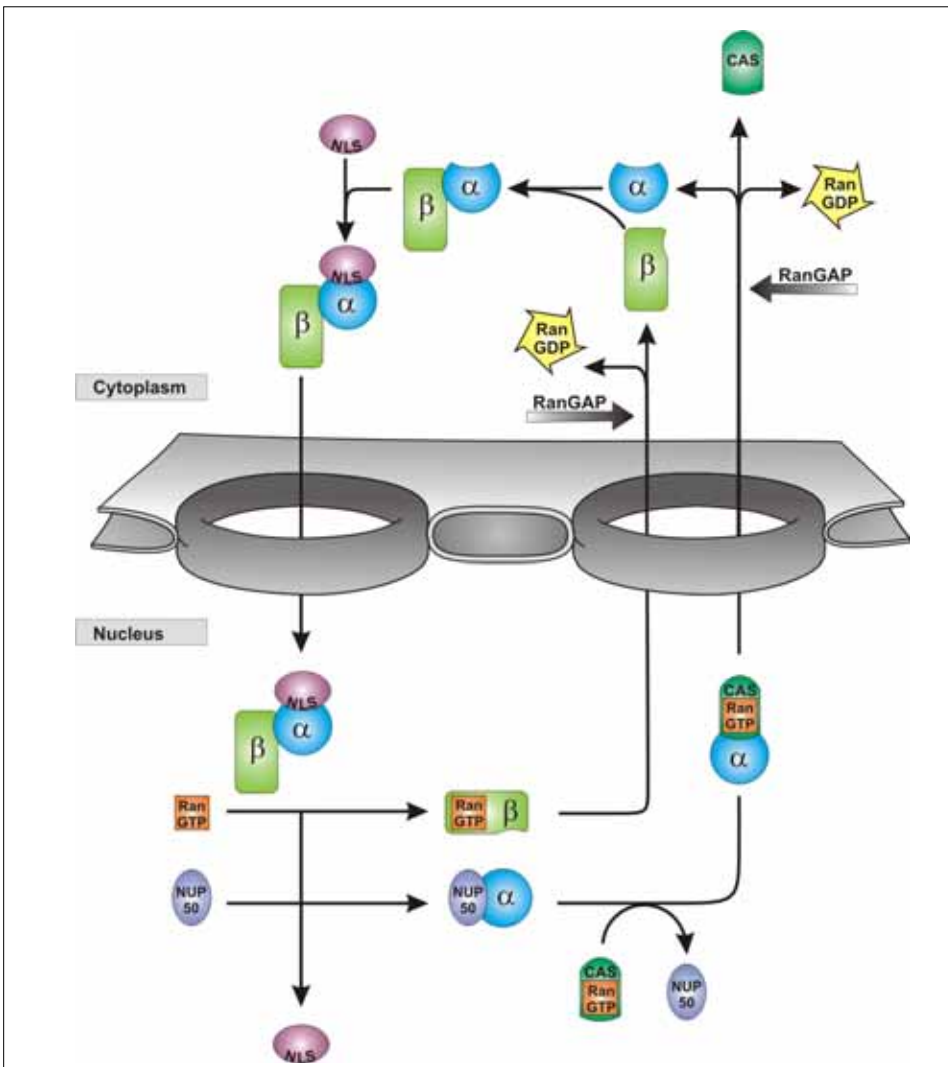 CAS
NLS
β
α
α
Ran
GDP
NLS
β
α
β
RanGAP
Ran
GDP
Cytoplasm
RanGAP
Nucleus
NLS
β
α
CAS
Ran
GTP
α
Ran
GTP
Ran
GTP
β
NUP
50
NUP
50
α
CAS
Ran
GTP
NUP
50
NLS